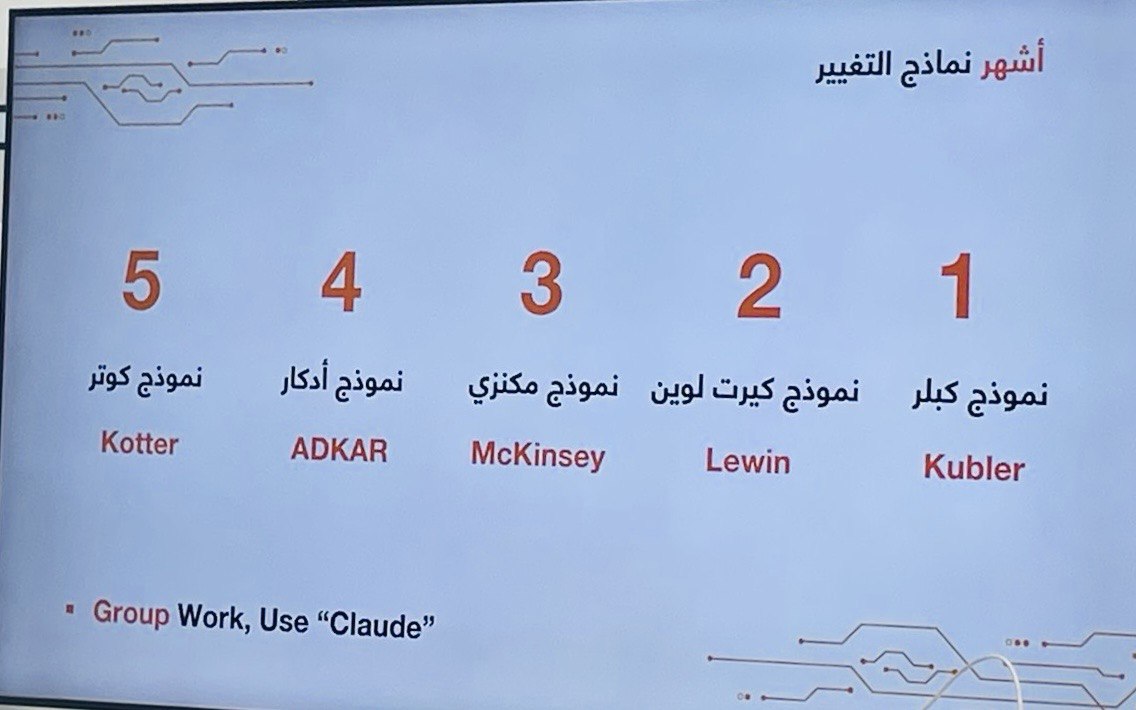 أشهر نماذج التغيير
1
2
3
4
5
نموذج كبلر
نموذج كيرت لوين
نموذج مكنزي
نموذج أدكار
نموذج كوتر
Kubler
Lewin
McKinsey
ADKAR
Kotter
▪ Group Work, Use “Claude”